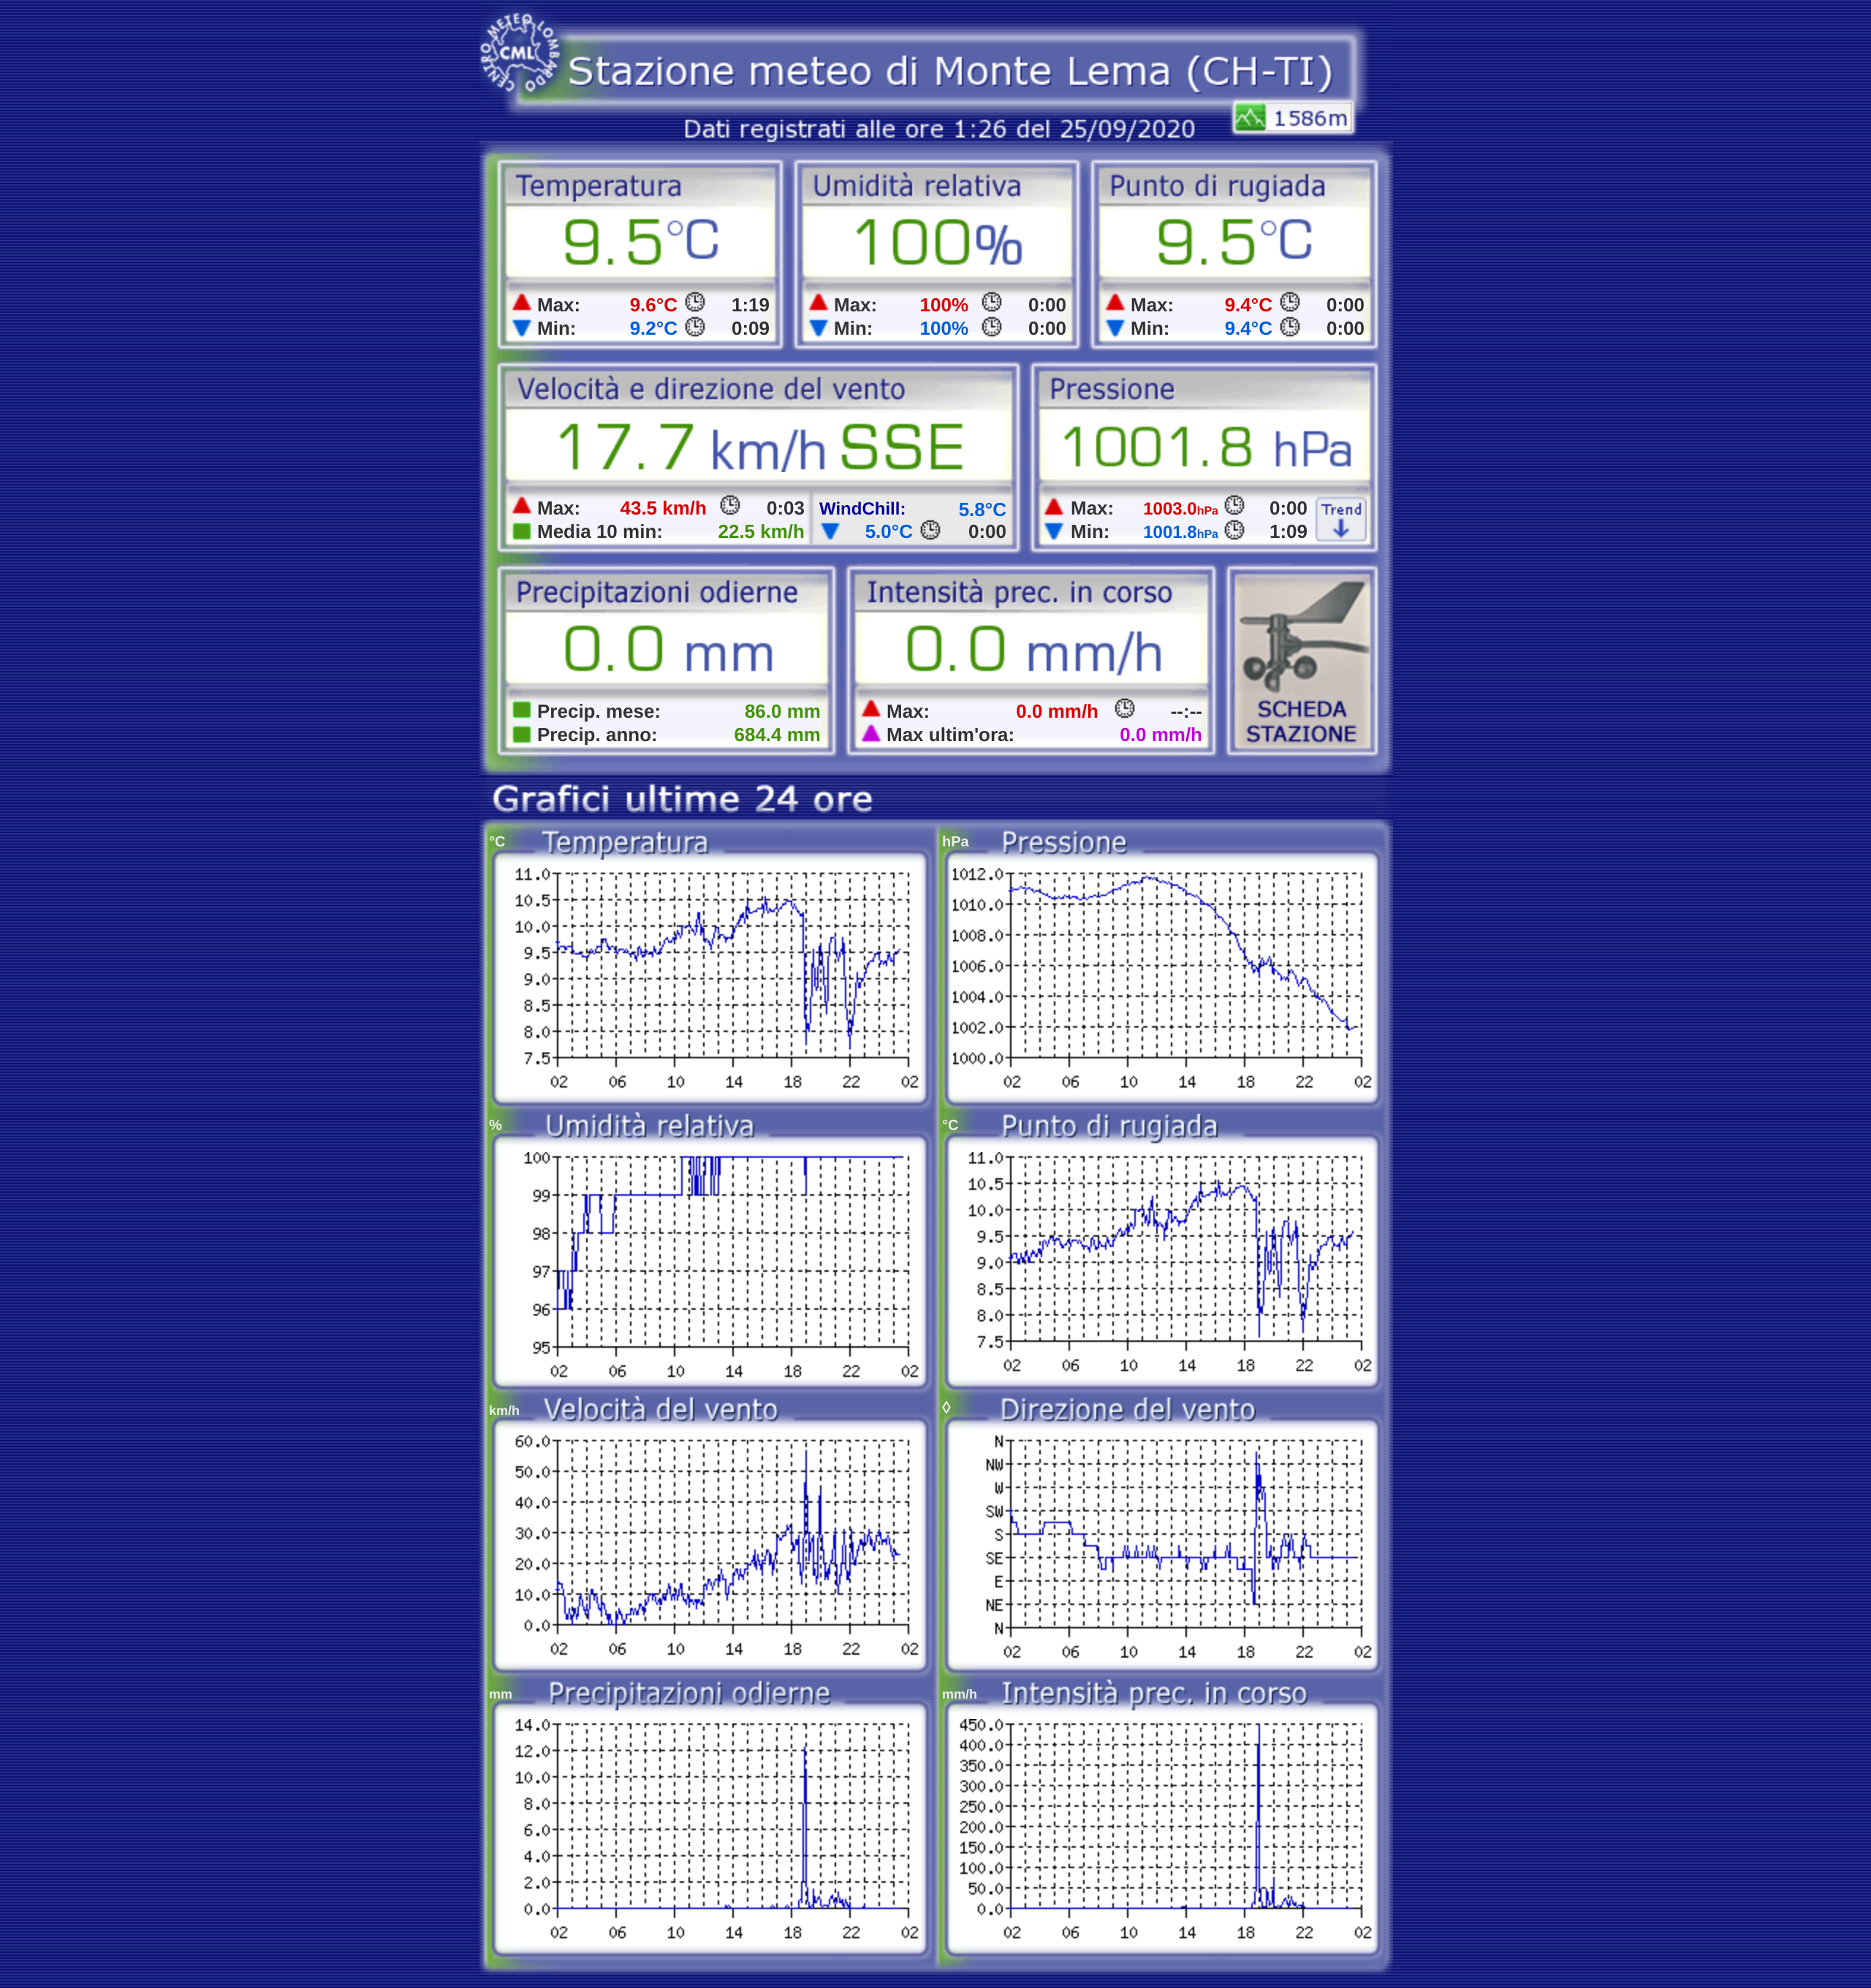 CENTRO METEO LOMBARDO
CML
Stazione meteo di Monte Lema (CH-TI)
1586m
Dati registrati alle ore 1:26 del 25/09/2020
Temperatura Umidità relativa Punto di rugiada
9.5°C 100% 9.5°C
Max: 9.6°C 1:19 Max: 100% 0:00 Max: 9.4°C 0:00
Min: 9.2°C 0:09 Min: 100% 0:00 Min: 9.4°C 0:00
Velocità e direzione del vento Pressione
17.7 km/h SSE 1001.8 hPa
Max: 43.5 km/h 0:03 WindChill: 5.8°C Max: 1003.0hPa 0:00 Trend
Media 10 min: 22.5 km/h 5.0°C 0:00 Min: 1001.8hPa 1:09
Precipitazioni odierne Intensità prec. in corso
0.0 mm 0.0 mm/h
Precip. mese: 86.0 mm Max: 0.0 mm/h --:-- SCHEDA
Precip. anno: 684.4 mm Max ultim'ora: 0.0 mm/h STAZIONE
Grafici ultime 24 ore
°C Temperatura
11.0
10.5
10.0
9.5
9.0
8.5
8.0
7.5
02 06 10 14 18 22 02
hPa Pressione
1012.0
1010.0
1008.0
1006.0
1004.0
1002.0
1000.0
02 06 10 14 18 22 02
% Umidità relativa
100
99
98
97
96
95
02 06 10 14 18 22 02
°C Punto di rugiada
11.0
10.5
10.0
9.5
9.0
8.5
8.0
7.5
02 06 10 14 18 22 02
km/h Velocità del vento
60.0
50.0
40.0
30.0
20.0
10.0
0.0
02 06 10 14 18 22 02
◊ Direzione del vento
N
NW
W
SW
S
SE
E
NE
N
02 06 10 14 18 22 02
mm Precipitazioni odierne
14.0
12.0
10.0
8.0
6.0
4.0
2.0
0.0
02 06 10 14 18 22 02
mm/h Intensità prec. in corso
450.0
400.0
350.0
300.0
250.0
200.0
150.0
100.0
50.0
0.0
02 06 10 14 18 22 02